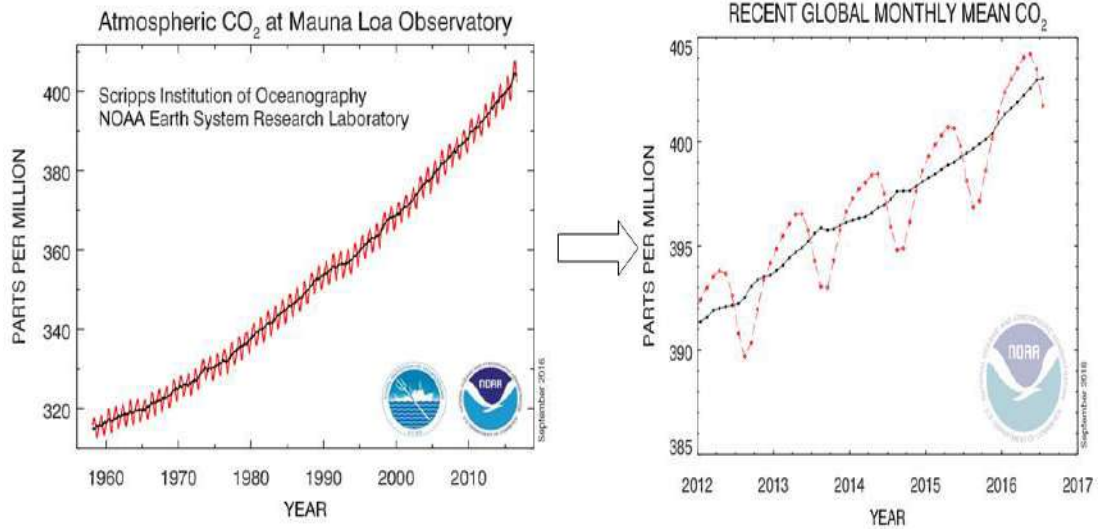 Atmospheric CO₂ at Mauna Loa Observatory
Scripps Institution of Oceanography
NOAA Earth System Research Laboratory
PARTS PER MILLION
400
380
360
340
320
1960
1970
1980
1990
2000
2010
YEAR
NOAA
September 2016
RECENT GLOBAL MONTHLY MEAN CO₂
PARTS PER MILLION
405
400
395
390
385
2012
2013
2014
2015
2016
2017
YEAR
NOAA
September 2016